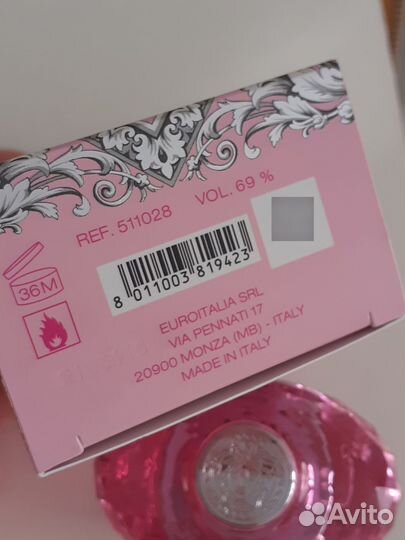 REF. 511028 VOL. 69 %
8 011003 819423
36M
EUROITALIA SRL
VIA PENNATI 17
20900 MONZA (MB) - ITALY
MADE IN ITALY
Avito